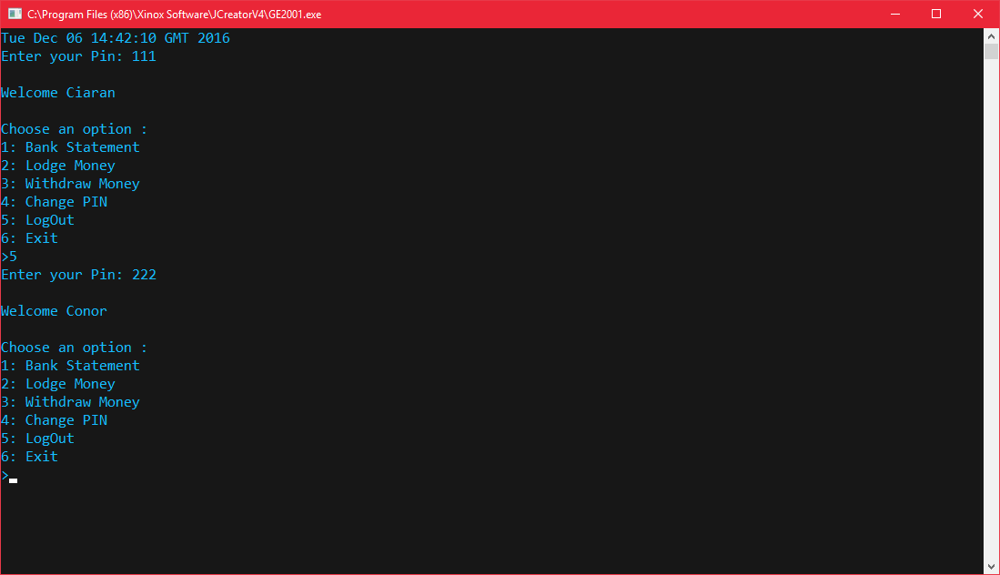 C:\Program Files (x86)\Xinox Software\JCreatorV4\GE2001.exe
Tue Dec 06 14:42:10 GMT 2016
Enter your Pin: 111
Welcome Ciaran
Choose an option :
1: Bank Statement
2: Lodge Money
3: Withdraw Money
4: Change PIN
5: LogOut
6: Exit
>5
Enter your Pin: 222
Welcome Conor
Choose an option :
1: Bank Statement
2: Lodge Money
3: Withdraw Money
4: Change PIN
5: LogOut
6: Exit
>